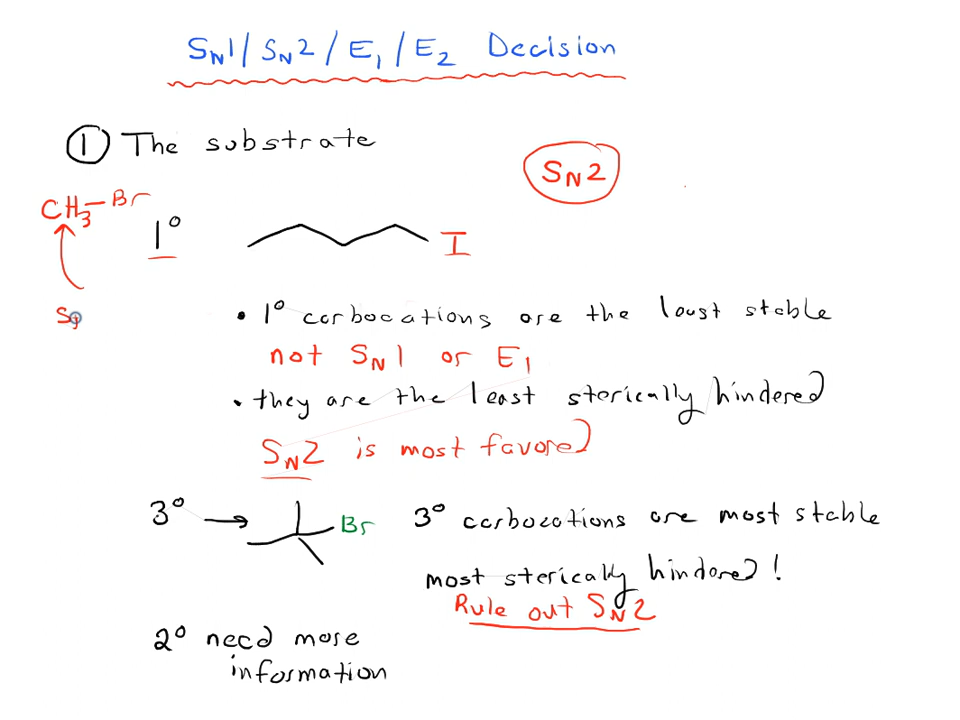 SN1/SN2/E1/E2 Decision
① The substrate
SN2
CH3-Br
1°
I
• 1° carbocations are the least stable
not SN1 or E1
• they are the least sterically hindered
SN2 is most favored
3° → Br
3° carbocations are most stable
most sterically hindered!
Rule out SN2
2° need more
information